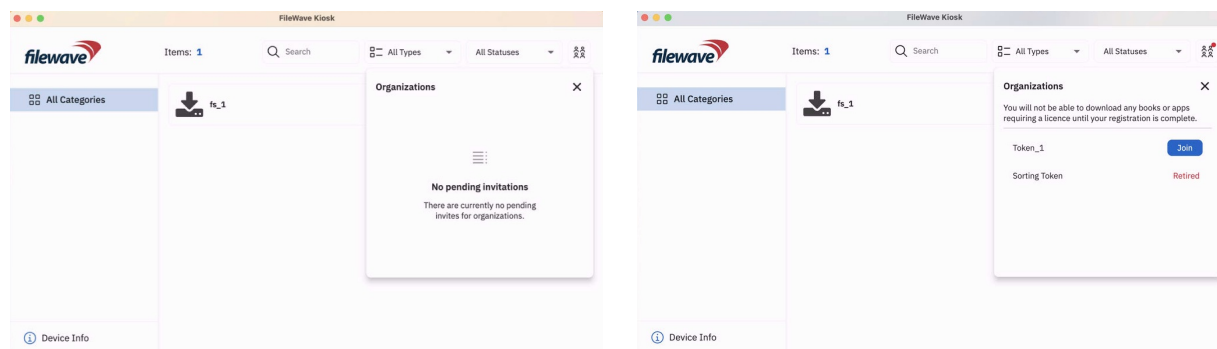 FileWave Kiosk
filewave
Items: 1
Search
All Types
All Statuses
All Categories
fs_1
Organizations
No pending invitations
There are currently no pending
invites for organizations.
Device Info
FileWave Kiosk
filewave
Items: 1
Search
All Types
All Statuses
All Categories
fs_1
Organizations
You will not be able to download any books or apps
requiring a licence until your registration is complete.
Token_1
Join
Sorting Token
Retired
Device Info